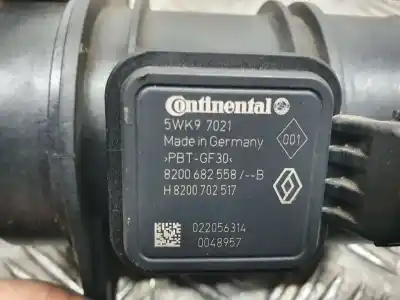 Continental
5WK9 7021
Made in Germany
001
>PBT-GF30<
8200 682 558 /--B
H 8200 702 517
022056314
0048957